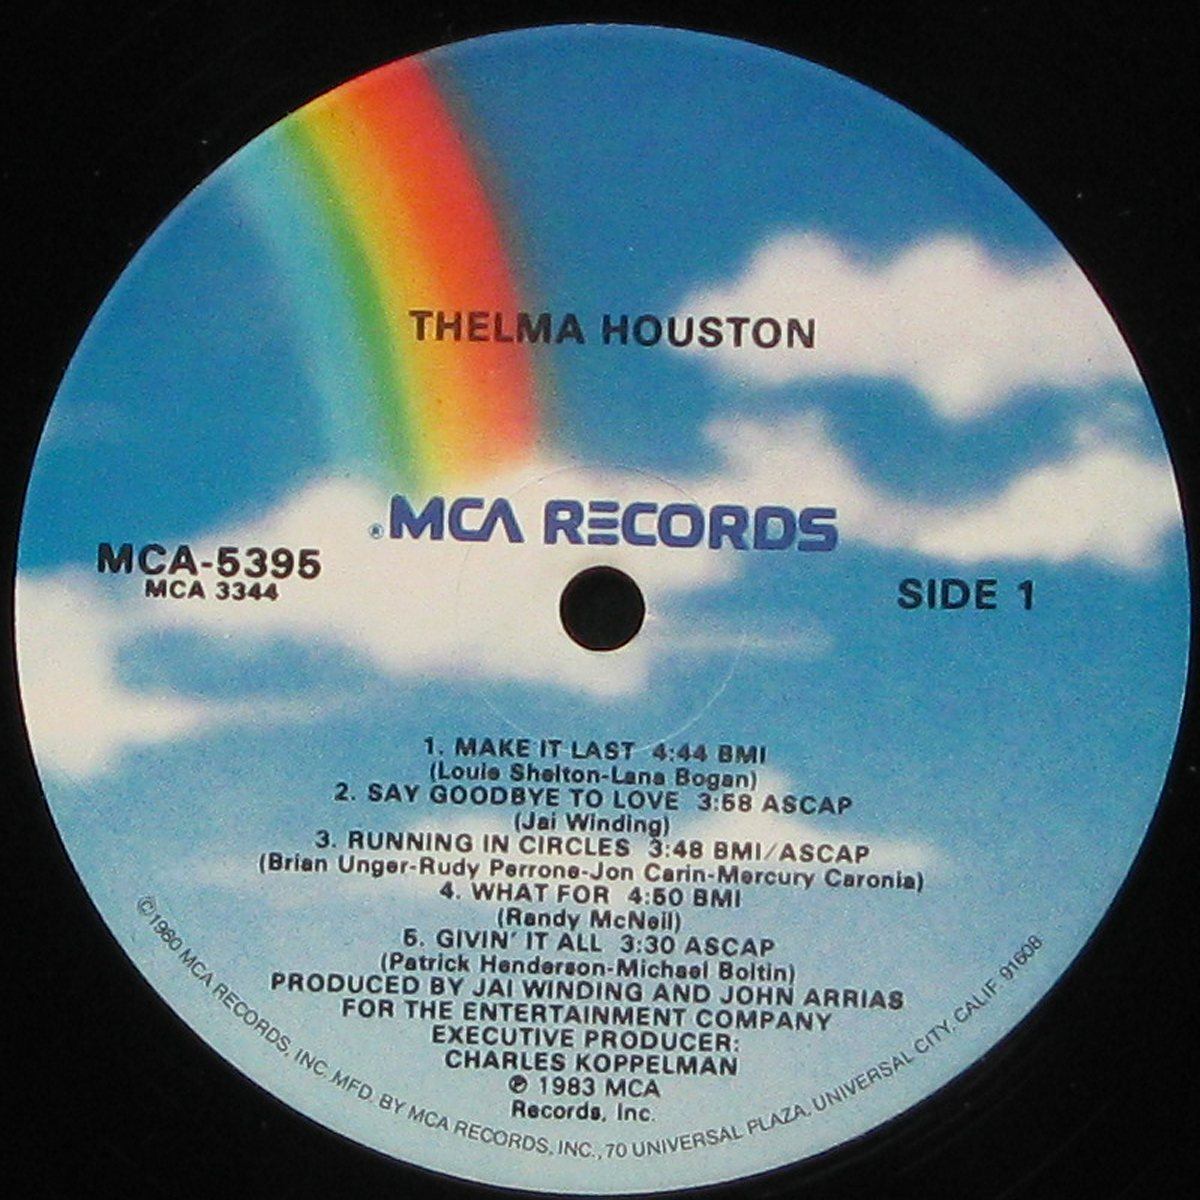 THELMA HOUSTON
® MCA RECORDS
MCA-5395
MCA 3344
SIDE 1
1. MAKE IT LAST 4:44 BMI
(Louie Shelton-Lana Bogan)
2. SAY GOODBYE TO LOVE 3:58 ASCAP
(Jai Winding)
3. RUNNING IN CIRCLES 3:48 BMI/ASCAP
(Brian Unger-Rudy Perrone-Jon Carin-Mercury Caronia)
4. WHAT FOR 4:50 BMI
(Randy McNeil)
5. GIVIN' IT ALL 3:30 ASCAP
(Patrick Henderson-Michael Boltin)
PRODUCED BY JAI WINDING AND JOHN ARRIAS
FOR THE ENTERTAINMENT COMPANY
EXECUTIVE PRODUCER:
CHARLES KOPPELMAN
℗ 1983 MCA
Records, Inc.
©1980 MCA RECORDS, INC. MFD. BY MCA RECORDS, INC., 70 UNIVERSAL PLAZA, UNIVERSAL CITY, CALIF. 91608